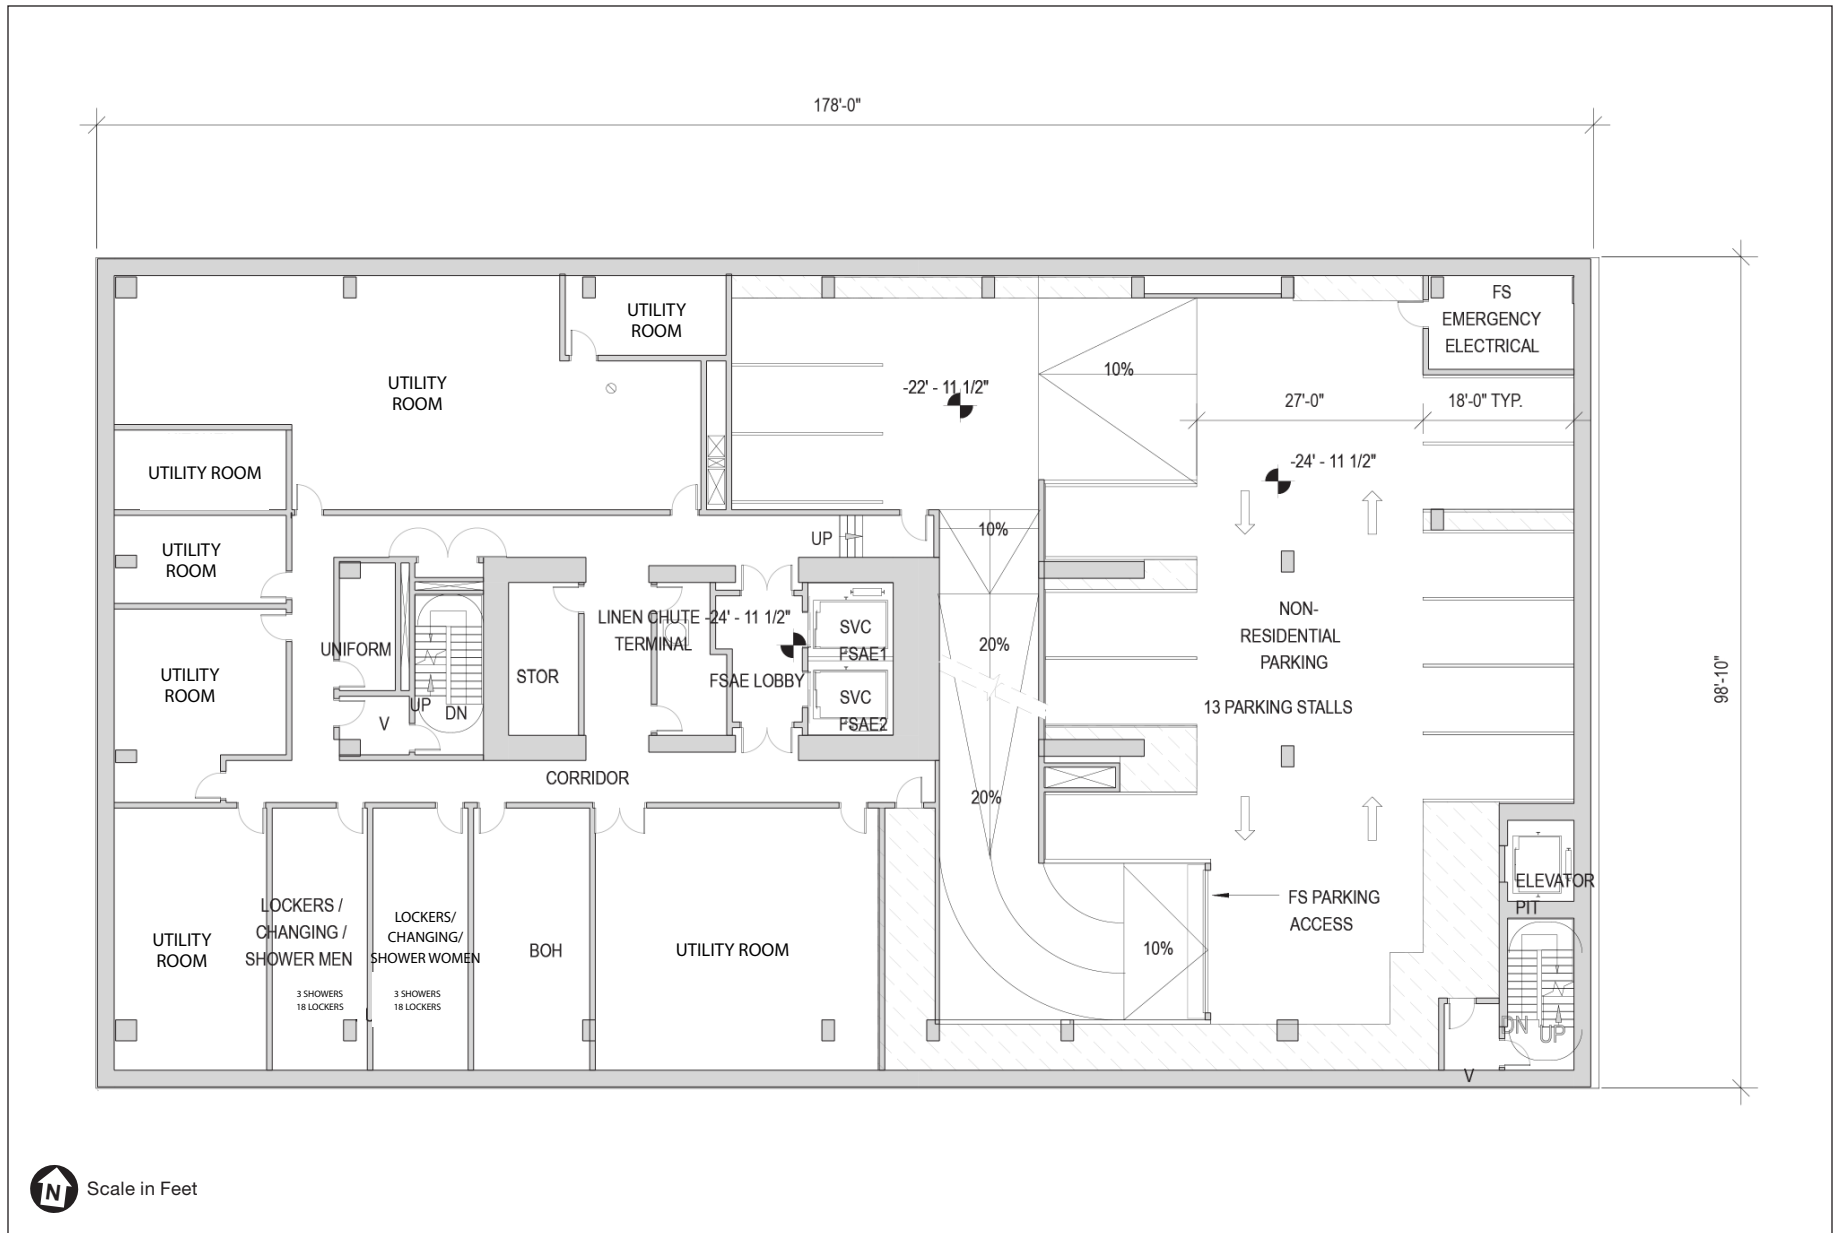 178'-0"
FS
EMERGENCY
ELECTRICAL
UTILITY
ROOM
UTILITY
ROOM
10%
-22' - 11 1/2"
27'-0"
18'-0" TYP.
UTILITY ROOM
-24' - 11 1/2"
UTILITY
ROOM
UP
10%
LINEN CHUTE
TERMINAL
-24' - 11 1/2"
SVC
FSAE1
SVC
FSAE2
FSAE LOBBY
20%
NON-
RESIDENTIAL
PARKING
13 PARKING STALLS
98'-10"
UNIFORM
UTILITY
ROOM
STOR
UP
DN
V
CORRIDOR
20%
UTILITY
ROOM
LOCKERS /
CHANGING /
SHOWER MEN
3 SHOWERS
18 LOCKERS
LOCKERS/
CHANGING/
SHOWER WOMEN
3 SHOWERS
18 LOCKERS
BOH
UTILITY ROOM
10%
FS PARKING
ACCESS
ELEVATOR
PIT
DN
UP
V
N
Scale in Feet